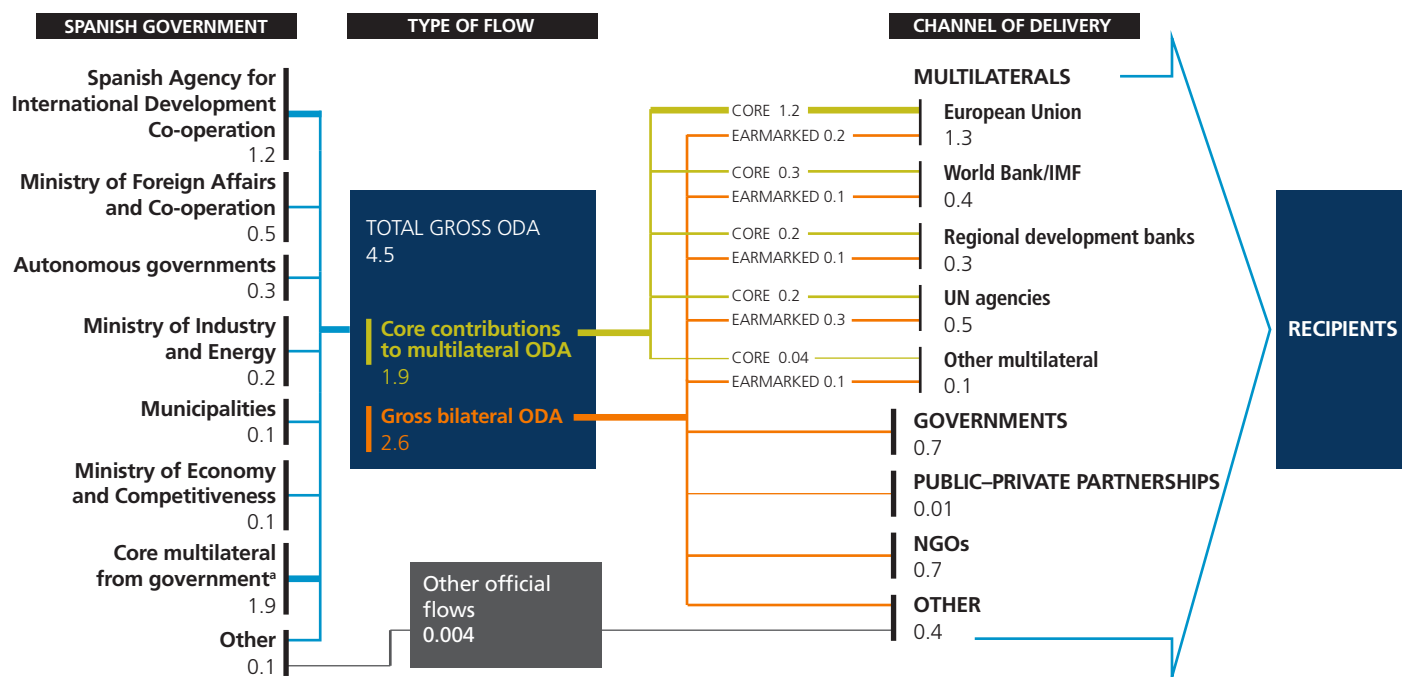 SPANISH GOVERNMENT
Spanish Agency for
International Development
Co-operation
1.2
Ministry of Foreign Affairs
and Co-operation
0.5
Autonomous governments
0.3
Ministry of Industry
and Energy
0.2
Municipalities
0.1
Ministry of Economy
and Competitiveness
0.1
Core multilateral
from governmentᵃ
1.9
Other
0.1
TYPE OF FLOW
TOTAL GROSS ODA
4.5
Core contributions
to multilateral ODA
1.9
Gross bilateral ODA
2.6
Other official
flows
0.004
CORE 1.2
EARMARKED 0.2
CORE 0.3
EARMARKED 0.1
CORE 0.2
EARMARKED 0.1
CORE 0.2
EARMARKED 0.3
CORE 0.04
EARMARKED 0.1
CHANNEL OF DELIVERY
MULTILATERALS
European Union
1.3
World Bank/IMF
0.4
Regional development banks
0.3
UN agencies
0.5
Other multilateral
0.1
GOVERNMENTS
0.7
PUBLIC–PRIVATE PARTNERSHIPS
0.01
NGOs
0.7
OTHER
0.4
RECIPIENTS